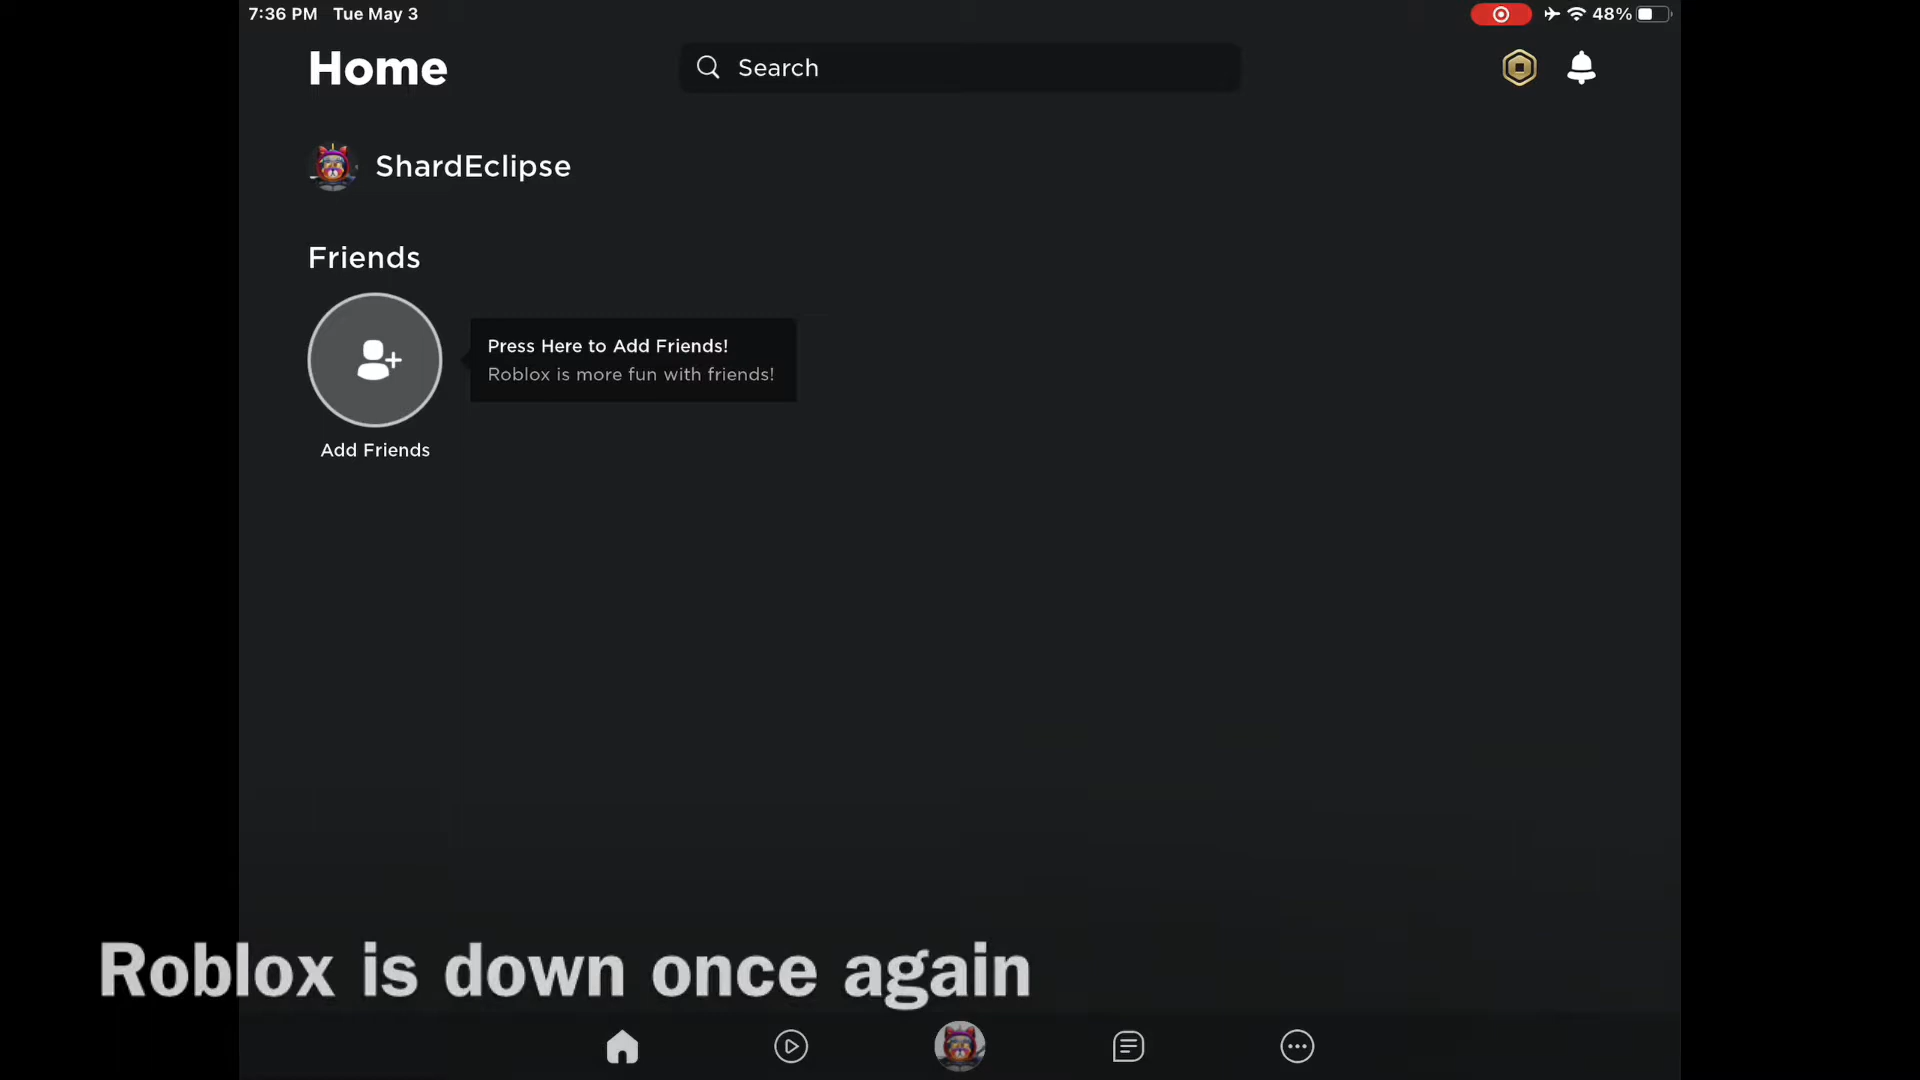 7:36 PM Tue May 3
48%
Home
Search
ShardEclipse
Friends
Press Here to Add Friends!
Roblox is more fun with friends!
Add Friends
Roblox is down once again